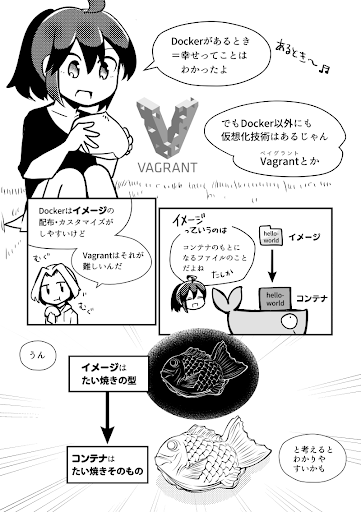 Dockerがあるとき
＝幸せってことは
わかったよ
あるとき〜♫
でもDocker以外にも
仮想化技術はあるじゃん
ベイグラント
Vagrantとか
VAGRANT
Dockerはイメージの
配布・カスタマイズが
しやすいけど
Vagrantはそれが
難しいんだ
むぐ
むぐ
イメージ
っていうのは
コンテナのもとに
なるファイルのこと
だよね
たしか
hello-
world
イメージ
hello-
world
コンテナ
うん
イメージは
たい焼きの型
コンテナは
たい焼きそのもの
と考えると
わかりや
すいかも